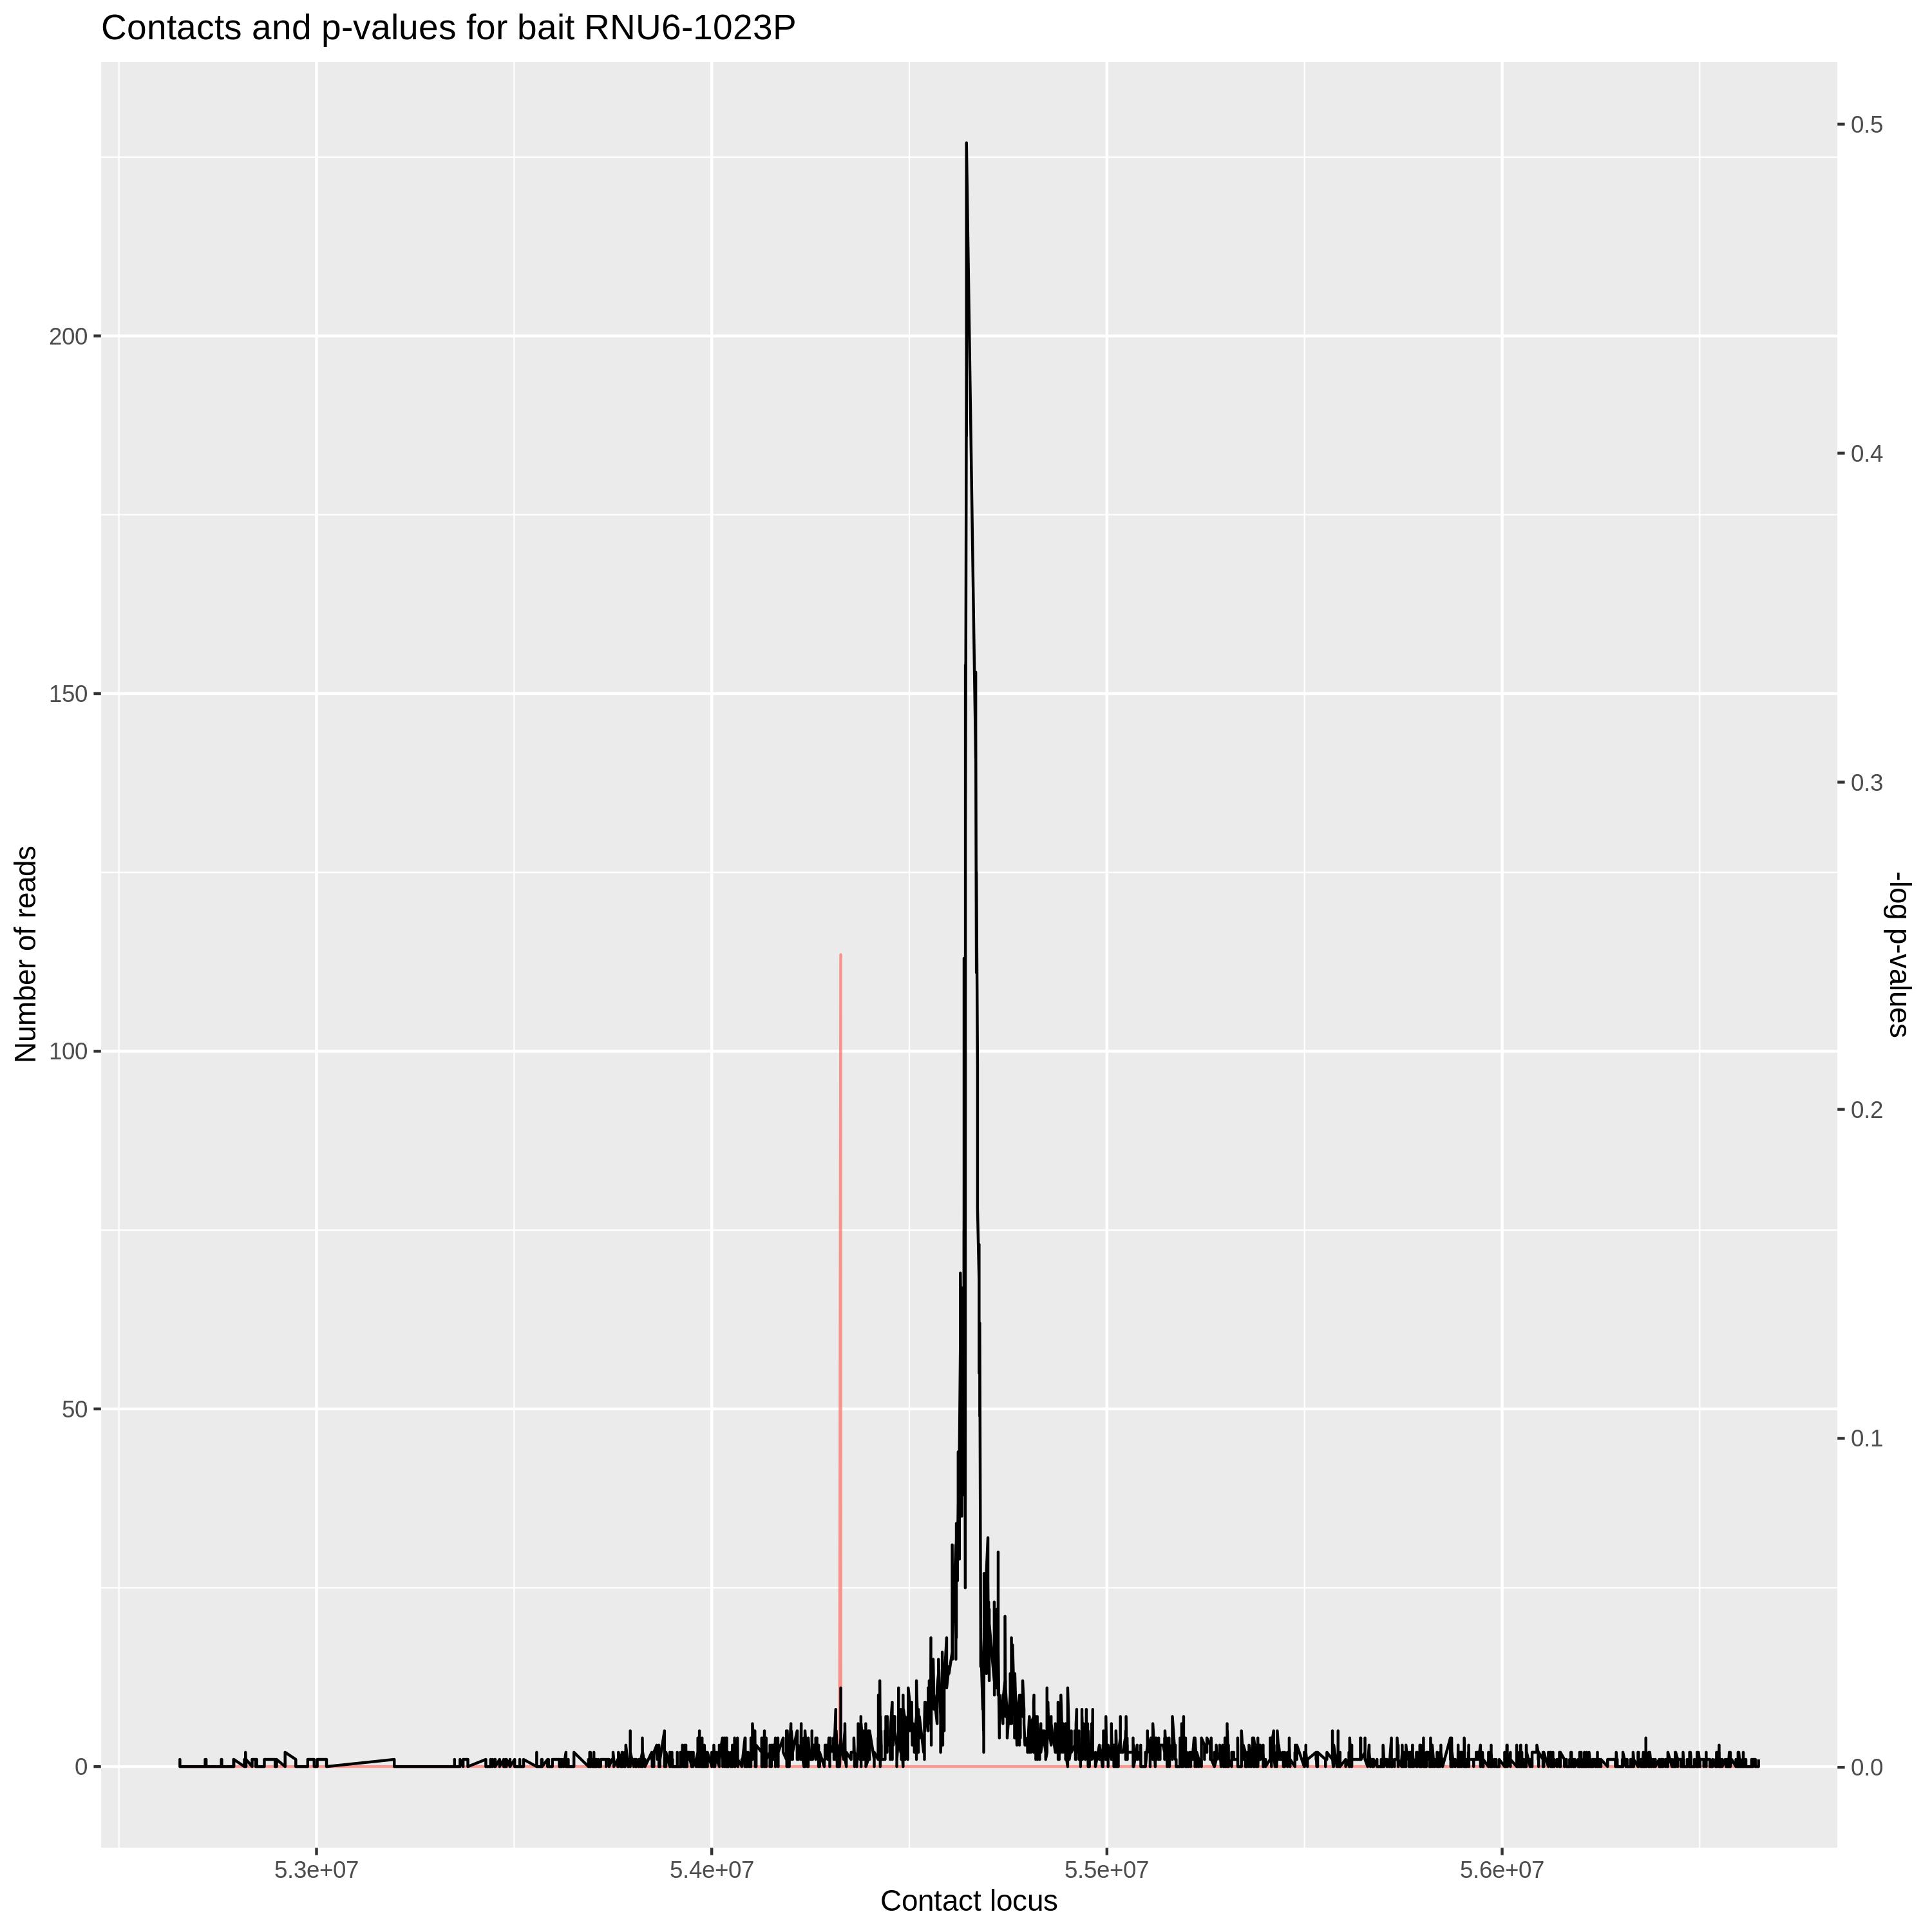 Contacts and p-values for bait RNU6-1023P
Number of reads
200
150
100
50
0
0.5
0.4
0.3
0.2
0.1
0.0
-log p-values
5.3e+07 5.4e+07 5.5e+07 5.6e+07
Contact locus